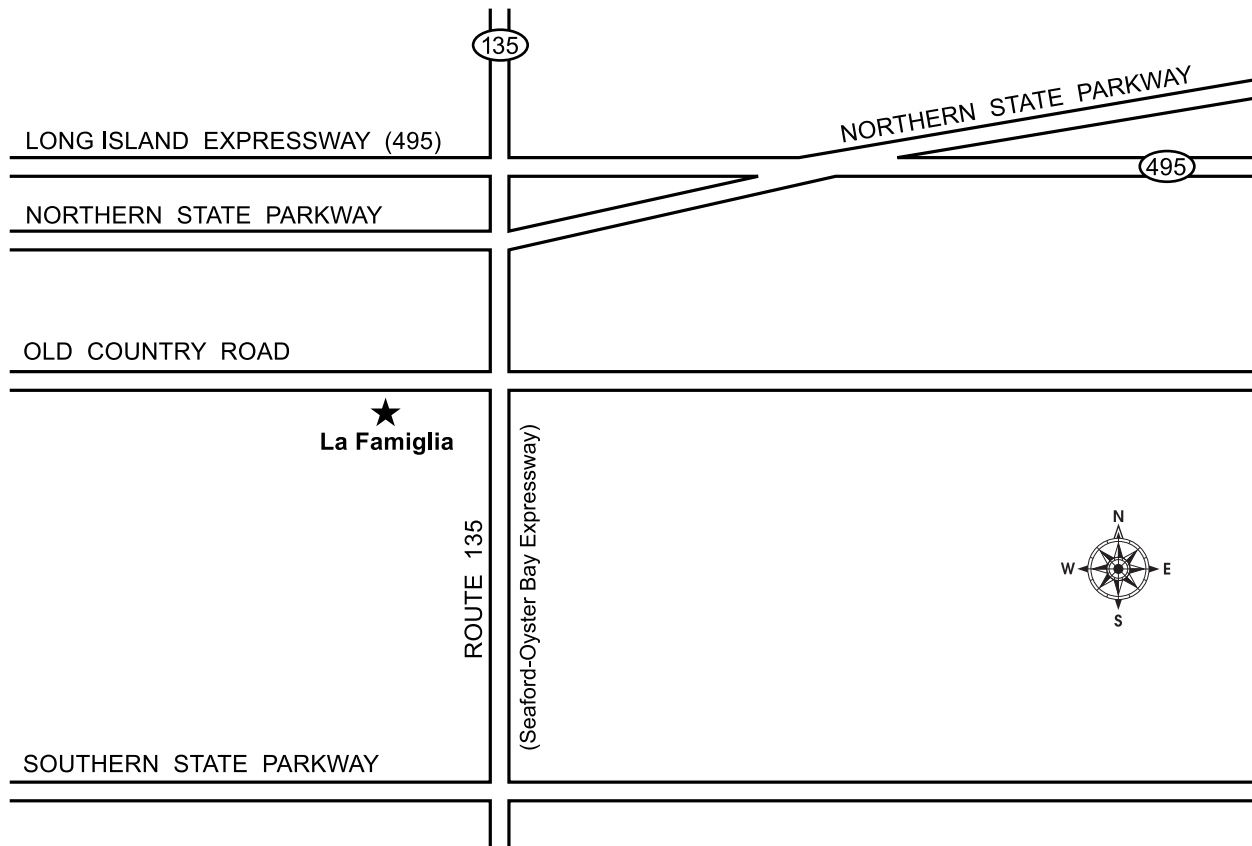 135
NORTHERN STATE PARKWAY
LONG ISLAND EXPRESSWAY (495)
495
NORTHERN STATE PARKWAY
OLD COUNTRY ROAD
La Famiglia
ROUTE 135
(Seaford-Oyster Bay Expressway)
N
W E
S
SOUTHERN STATE PARKWAY